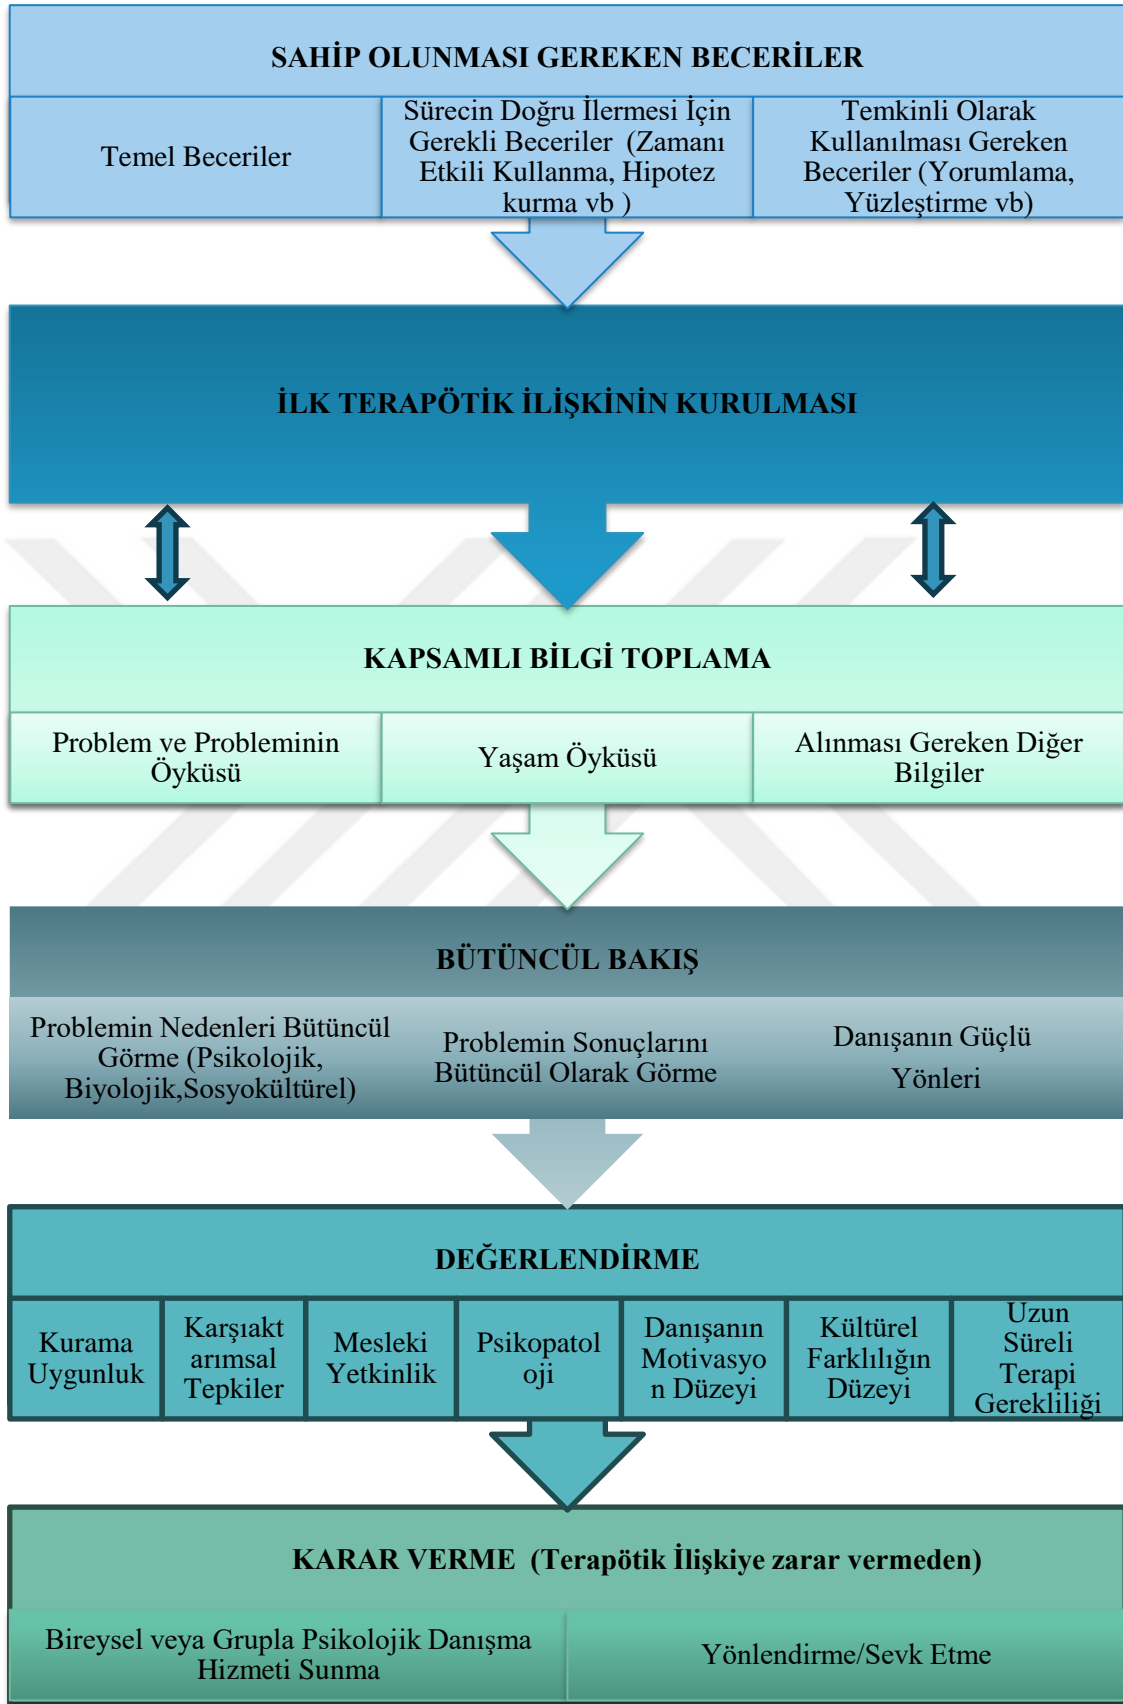 SAHİP OLUNMASI GEREKEN BECERİLER
Temel Beceriler
Sürecin Doğru İlermesi İçin
Gerekli Beceriler (Zamanı
Etkili Kullanma, Hipotez
kurma vb )
Temkinli Olarak
Kullanılması Gereken
Beceriler (Yorumlama,
Yüzleştirme vb)
İLK TERAPÖTİK İLİŞKİNİN KURULMASI
KAPSAMLI BİLGİ TOPLAMA
Problem ve Probleminin
Öyküsü
Yaşam Öyküsü
Alınması Gereken Diğer
Bilgiler
BÜTÜNCÜL BAKIŞ
Problemin Nedenleri Bütüncül
Görme (Psikolojik,
Biyolojik,Sosyokültürel)
Problemin Sonuçlarını
Bütüncül Olarak Görme
Danışanın Güçlü
Yönleri
DEĞERLENDİRME
Kurama
Uygunluk
Karşıakt
arımsal
Tepkiler
Mesleki
Yetkinlik
Psikopatol
oji
Danışanın
Motivasyo
n Düzeyi
Kültürel
Farklılığın
Düzeyi
Uzun
Süreli
Terapi
Gerekliliği
KARAR VERME (Terapötik İlişkiye zarar vermeden)
Bireysel veya Grupla Psikolojik Danışma
Hizmeti Sunma
Yönlendirme/Sevk Etme